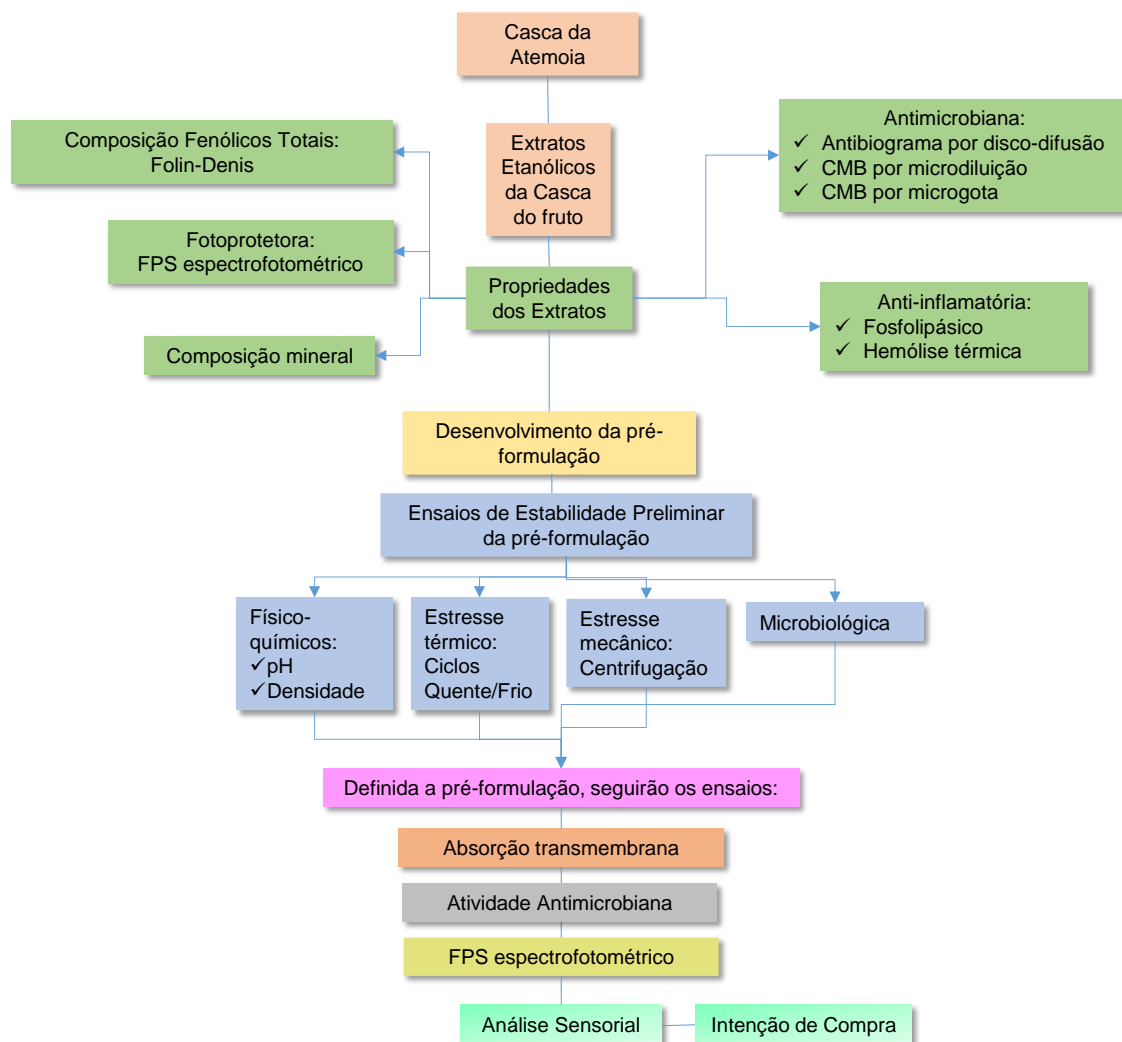 Casca da
Atemoia
Extratos
Etanólicos
da Casca
do fruto
Composição Fenólicos Totais:
Folin-Denis
Antimicrobiana:
✓ Antibiograma por disco-difusão
✓ CMB por microdiluição
✓ CMB por microgota
Fotoprotetora:
FPS espectrofotométrico
Propriedades
dos Extratos
Anti-inflamatória:
✓ Fosfolipásico
✓ Hemólise térmica
Composição mineral
Desenvolvimento da pré-
formulação
Ensaios de Estabilidade Preliminar
da pré-formulação
Físico-
químicos:
✓pH
✓Densidade
Estresse
térmico:
Ciclos
Quente/Frio
Estresse
mecânico:
Centrifugação
Microbiológica
Definida a pré-formulação, seguirão os ensaios:
Absorção transmembrana
Atividade Antimicrobiana
FPS espectrofotométrico
Análise Sensorial
Intenção de Compra